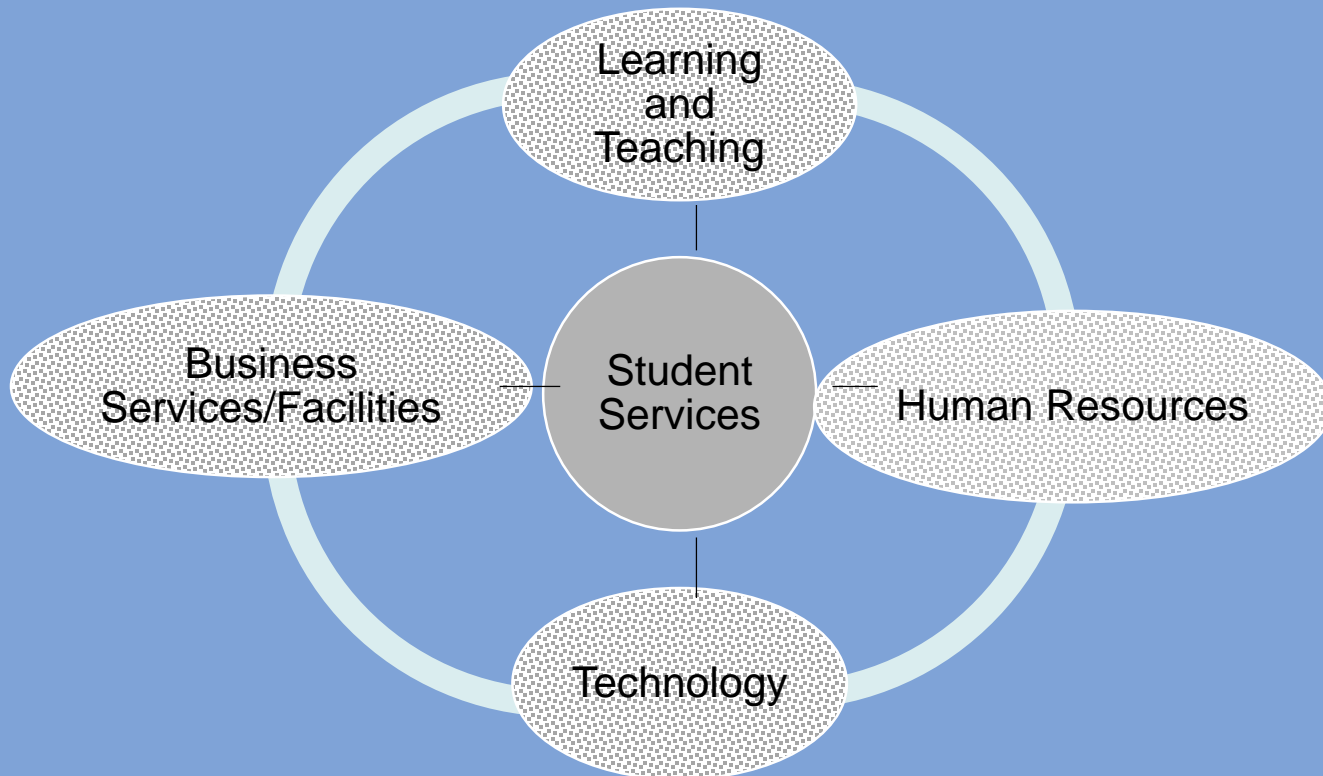 Learning
and
Teaching
Business
Services/Facilities
Student
Services
Human Resources
Technology